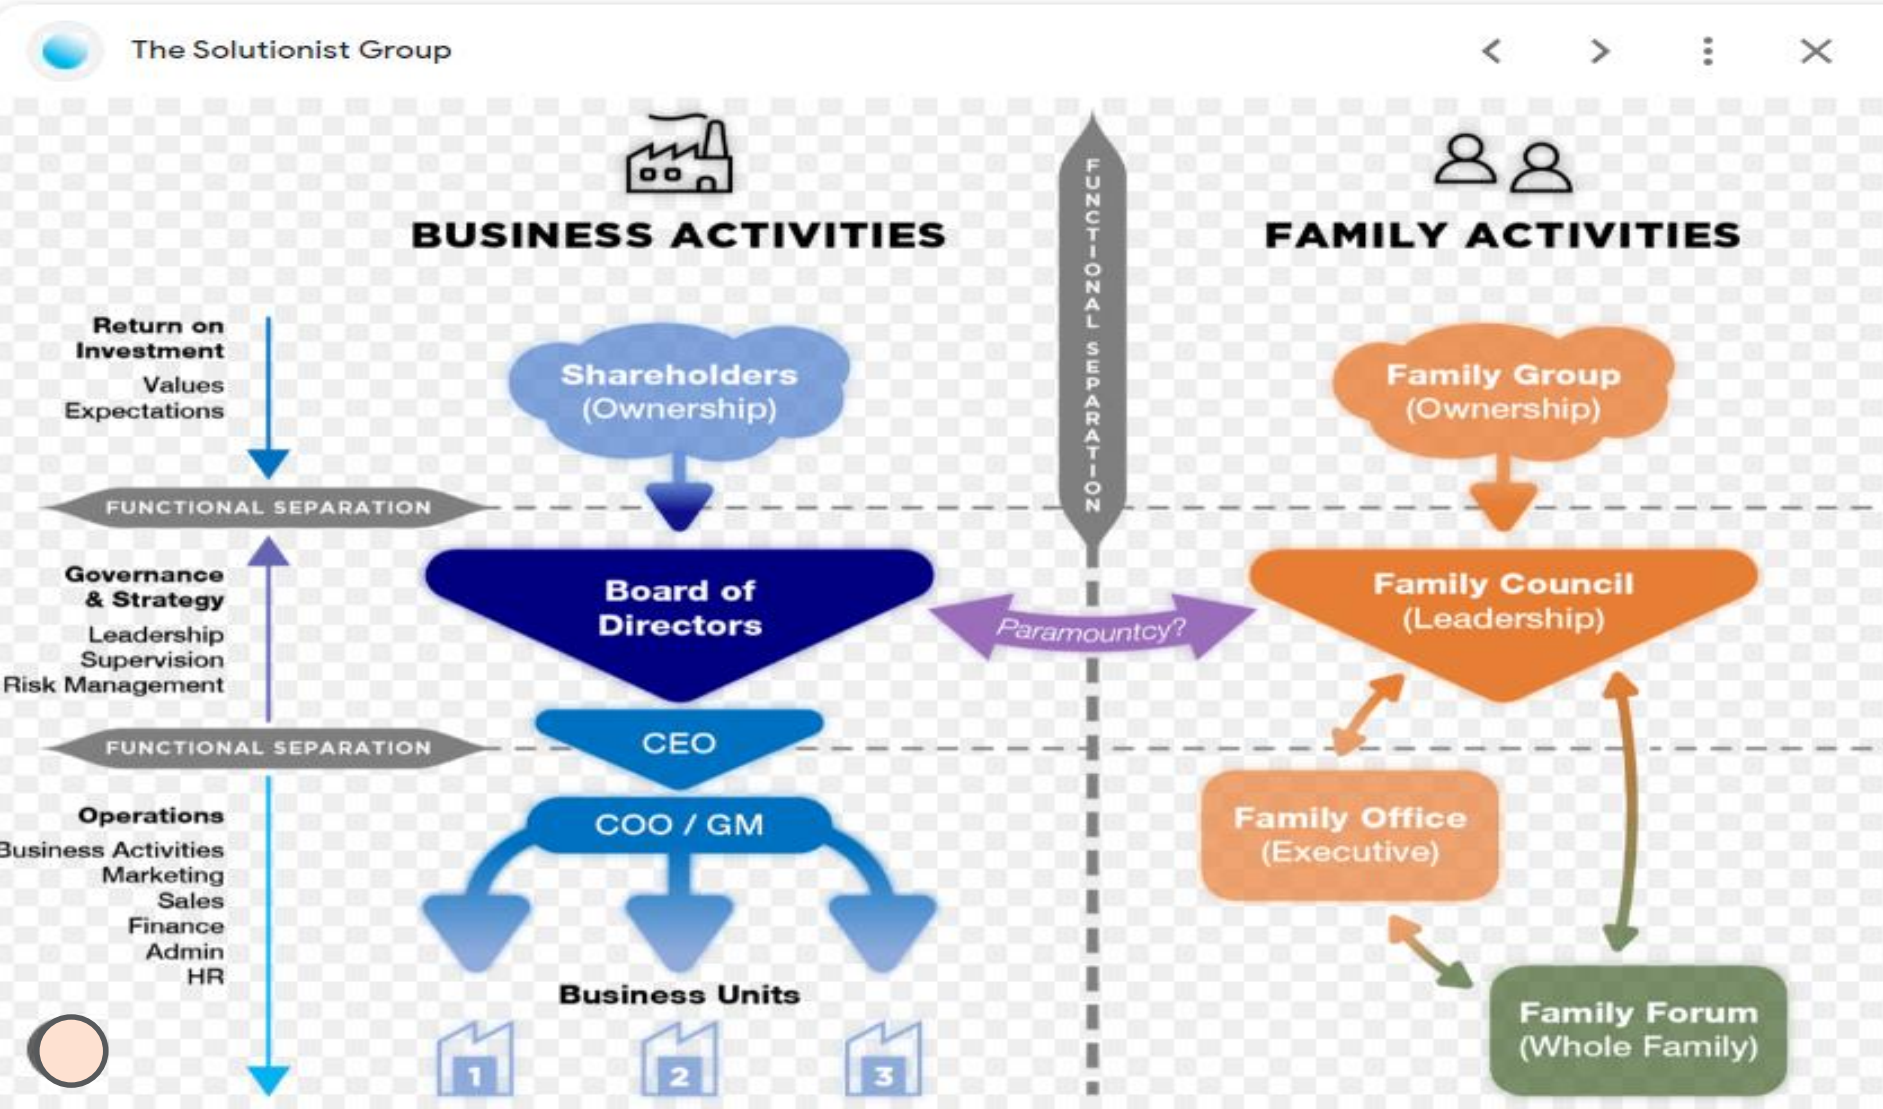 The Solutionist Group
BUSINESS ACTIVITIES
FAMILY ACTIVITIES
FUNCTIONAL SEPARATION
Return on
Investment
Values
Expectations
Shareholders
(Ownership)
Family Group
(Ownership)
FUNCTIONAL SEPARATION
Governance
& Strategy
Leadership
Supervision
Risk Management
Board of
Directors
Paramountcy?
Family Council
(Leadership)
FUNCTIONAL SEPARATION
CEO
Operations
Business Activities
Marketing
Sales
Finance
Admin
HR
COO / GM
Family Office
(Executive)
Business Units
1
2
3
Family Forum
(Whole Family)